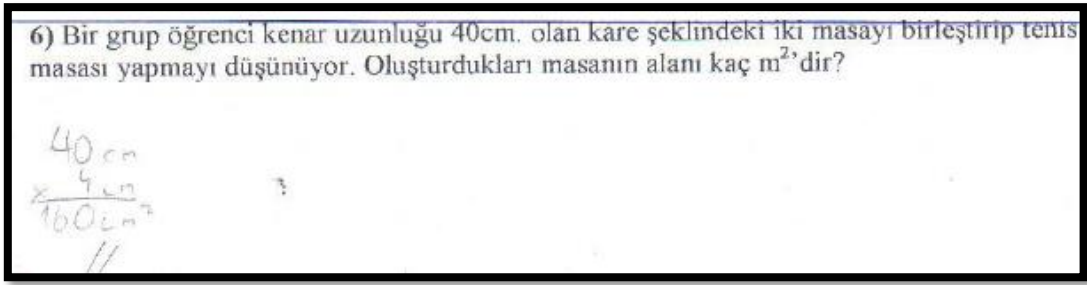 6) Bir grup öğrenci kenar uzunluğu 40cm. olan kare şeklindeki iki masayı birleştirip tenis
masası yapmayı düşünüyor. Oluşturdukları masanın alanı kaç m²'dir?
40 cm
x 4 cm
160 cm²